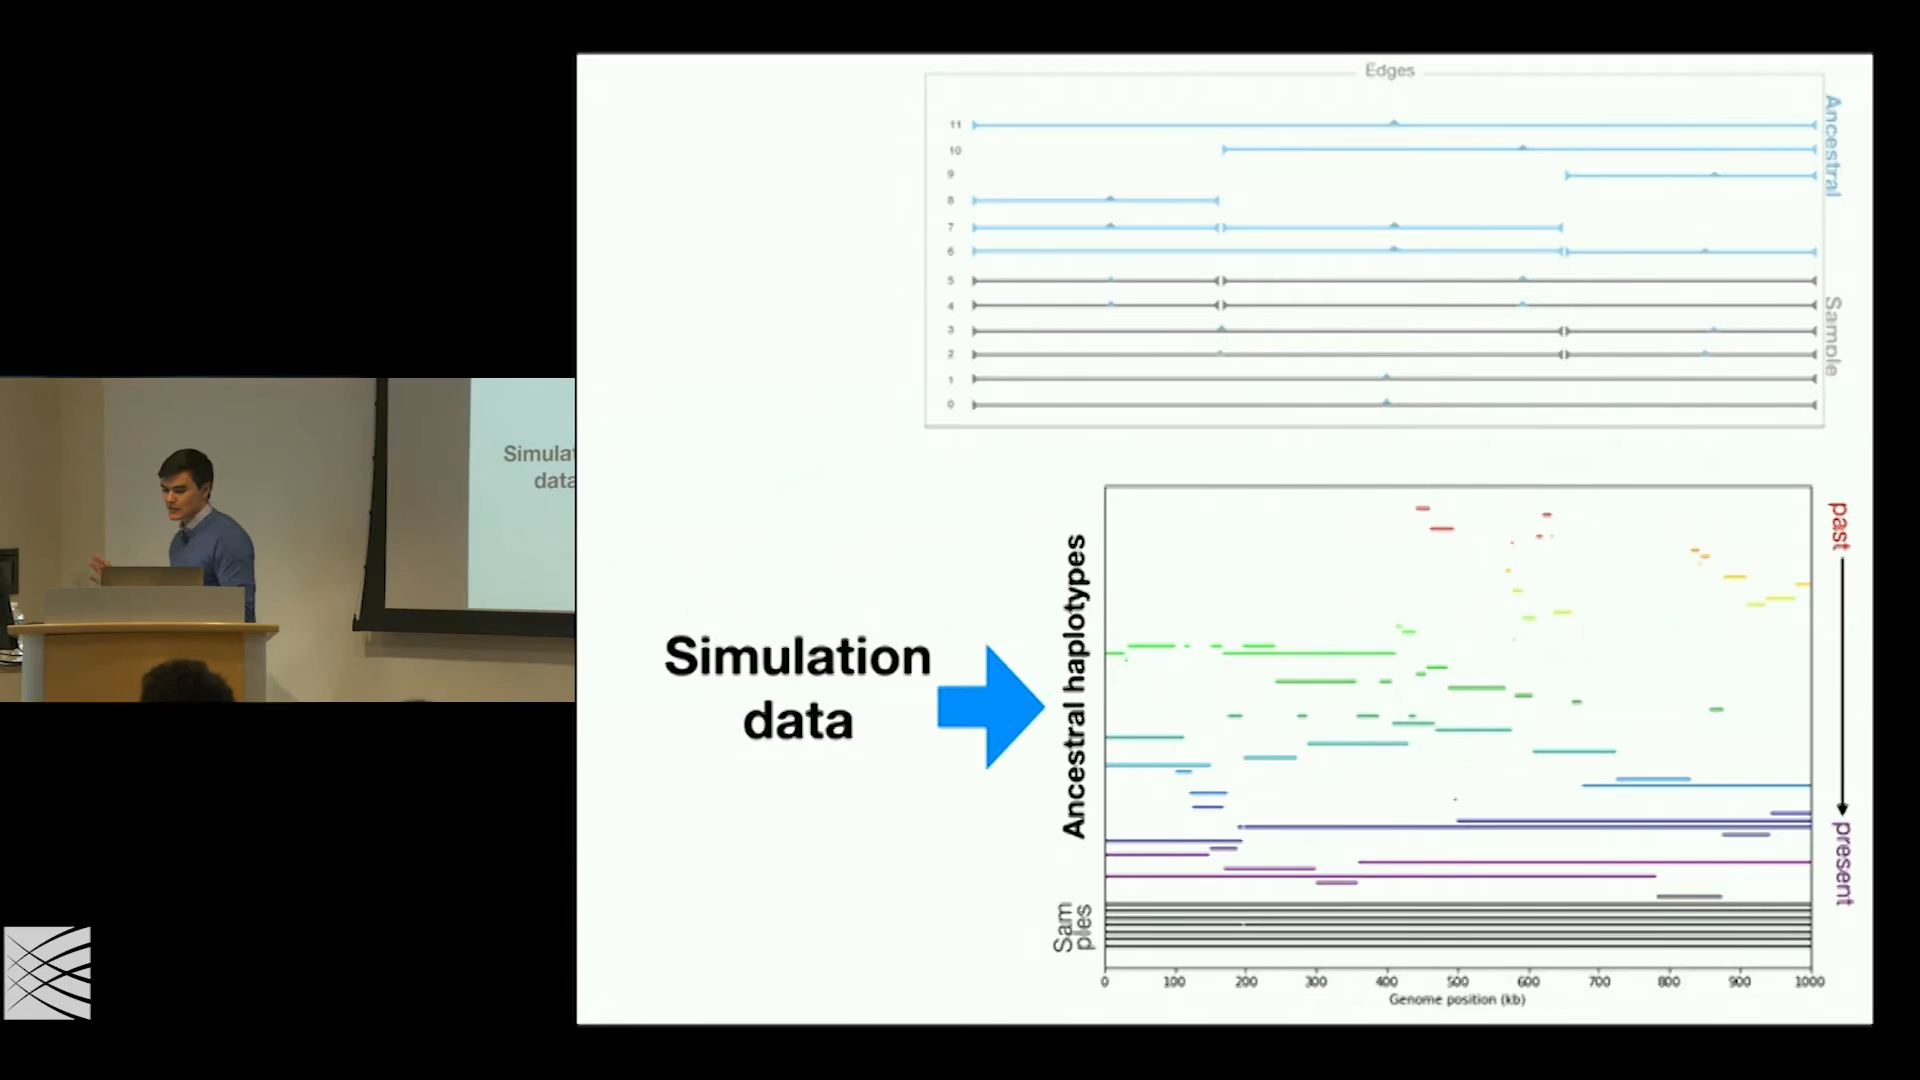 Edges
11
10
9
8
7
6
5
4
3
2
1
0
Ancestral
Sample
Simulat
data
Simulation
data
Ancestral haplotypes
Sam
ples
past
present
0 100 200 300 400 500 600 700 800 900 1000
Genome position (kb)